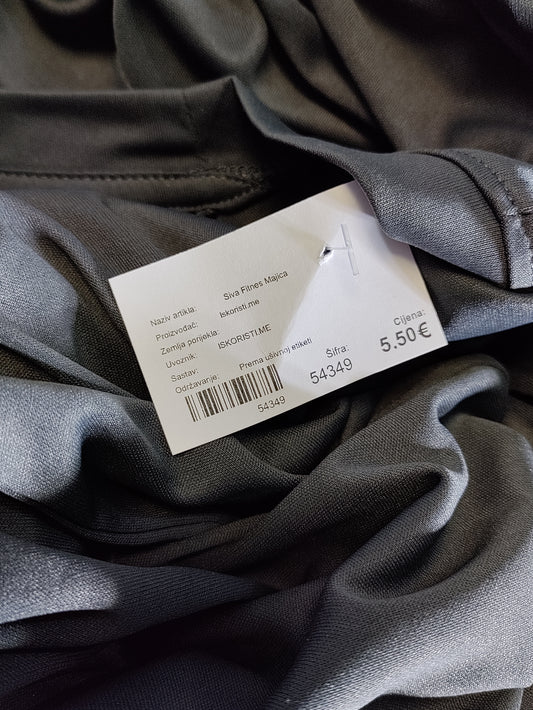 Naziv artikla: Siva Fitnes Majica
Proizvođač: Iskoristi.me
Zemlja porijekla:
Uvoznik: ISKORISTI.ME
Sastav:
Održavanje: Prema ušivnoj etiketi
54349
Šifra:
54349
Cijena:
5.50€